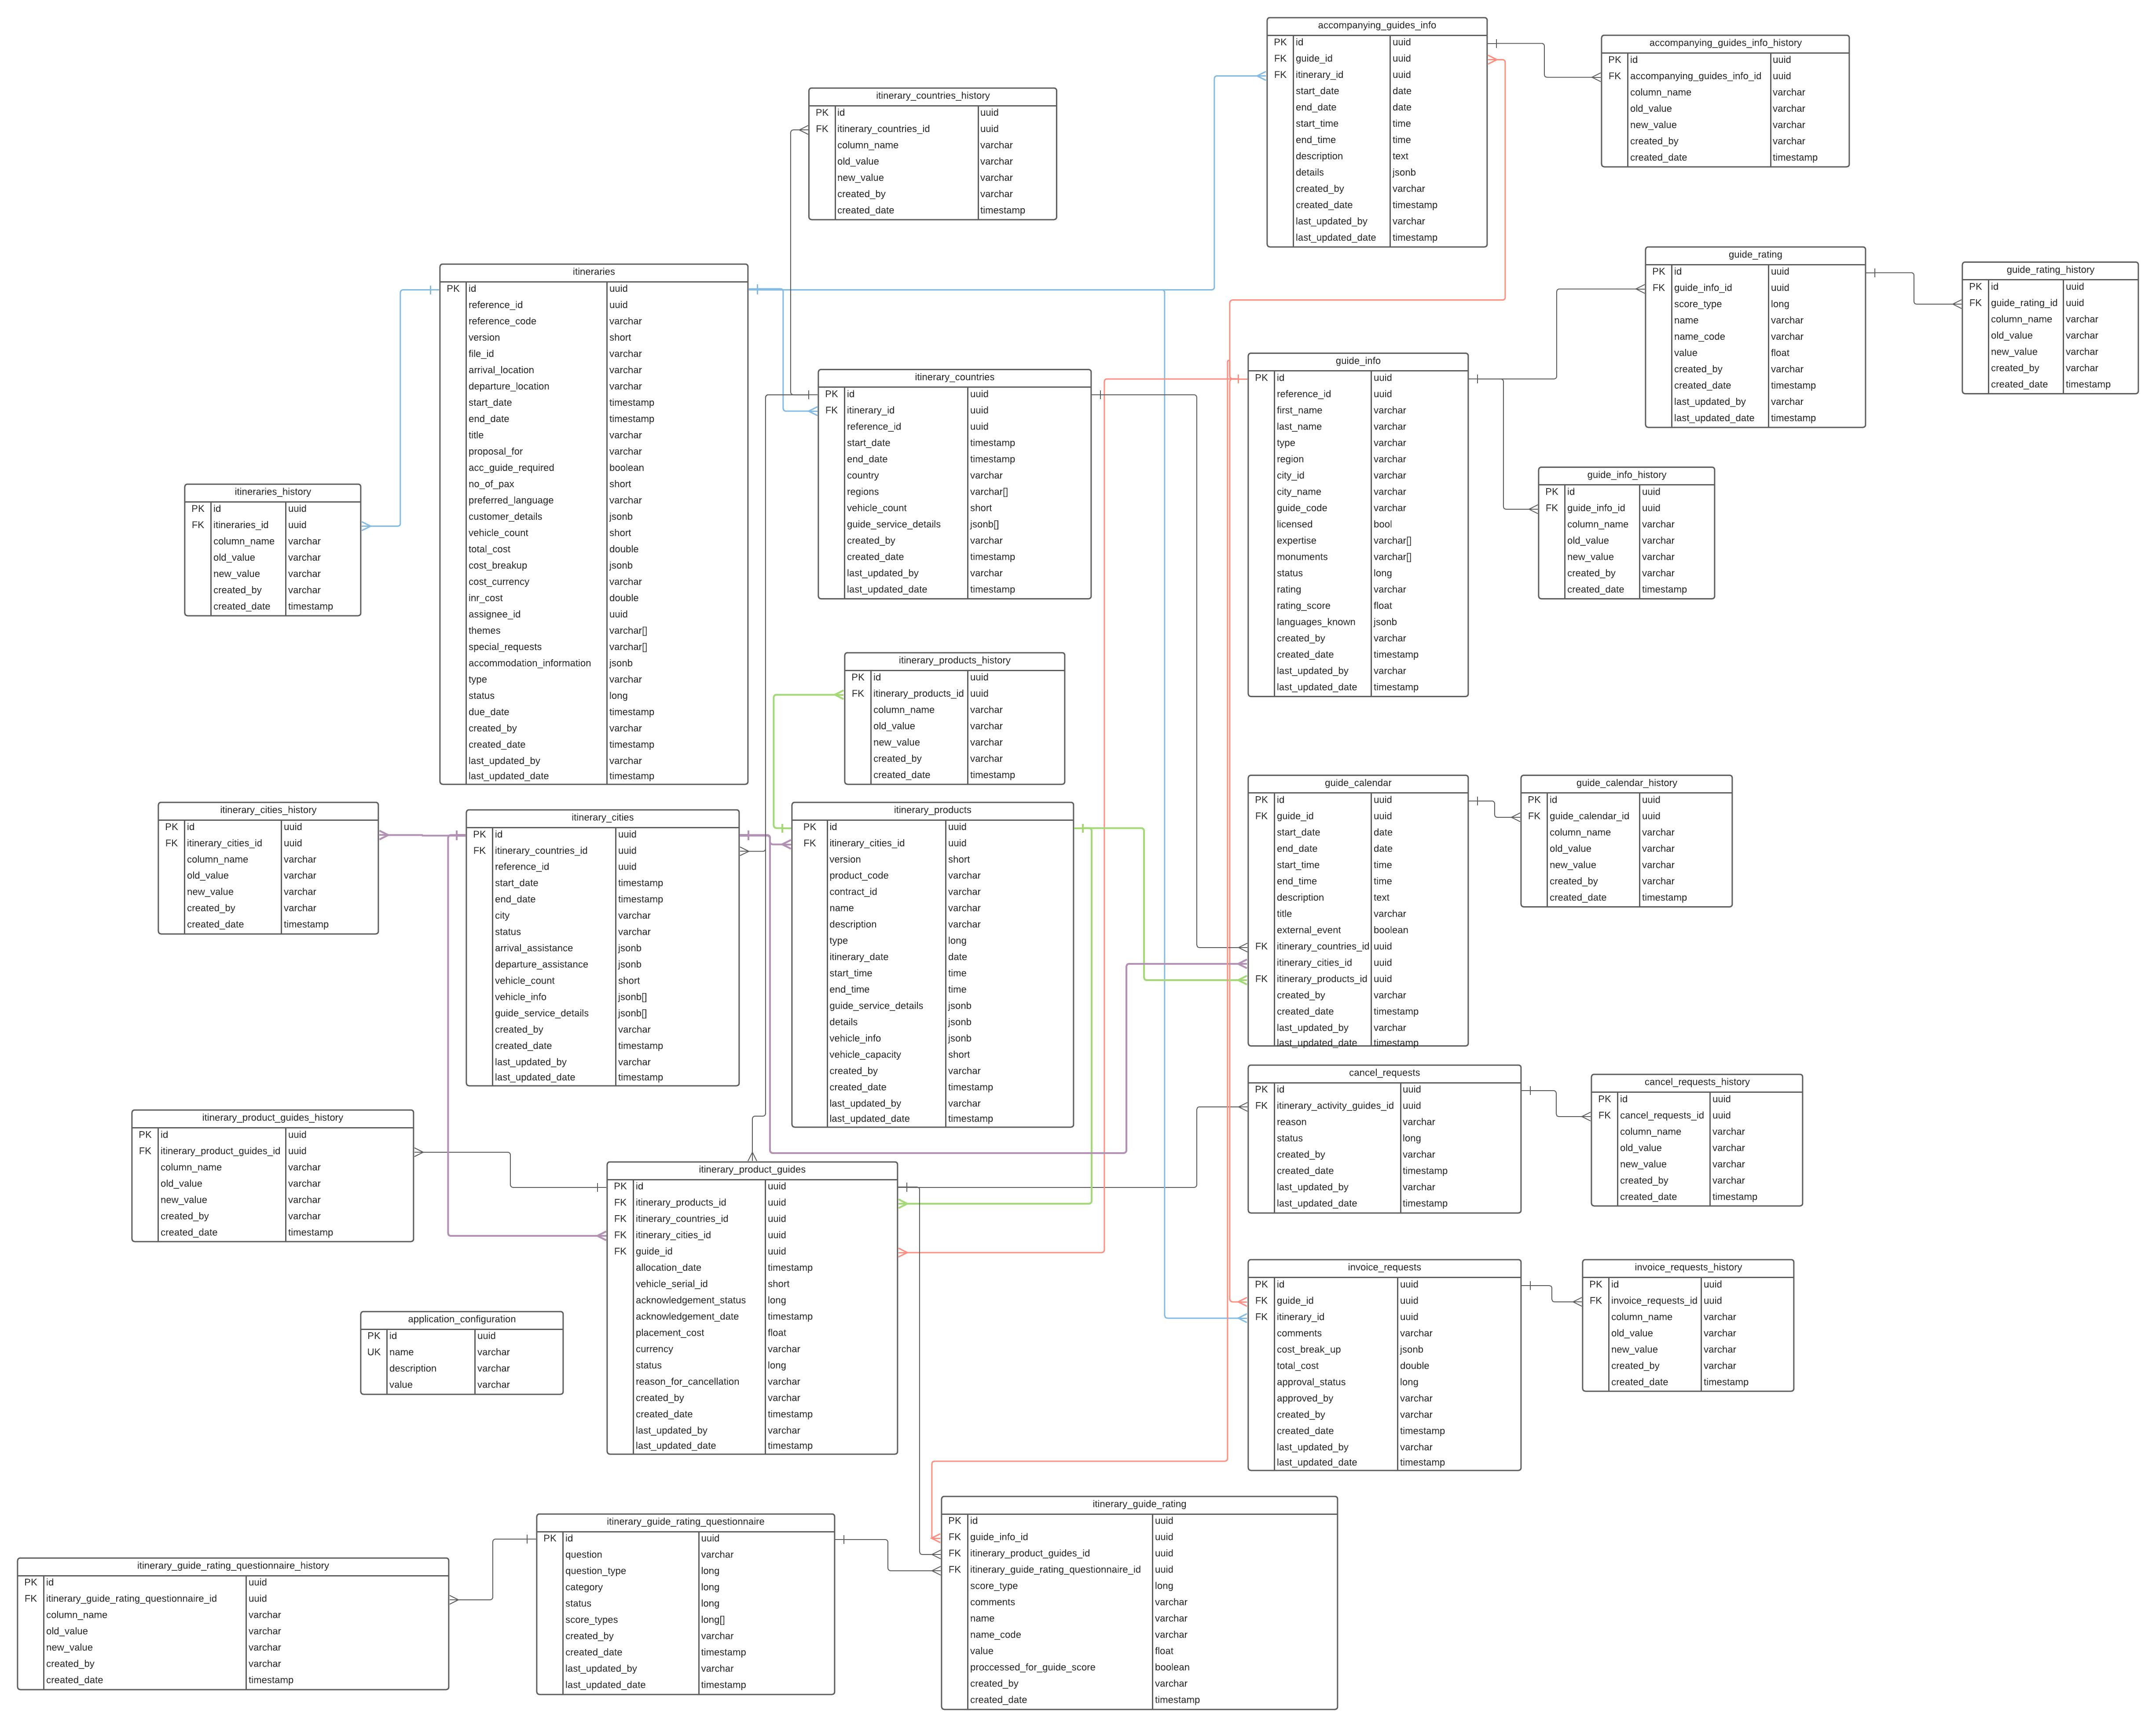 accompanying_guides_info
PK id uuid
FK guide_id uuid
FK itinerary_id uuid
start_date date
end_date date
start_time time
end_time time
description text
details jsonb
created_by varchar
created_date timestamp
last_updated_by varchar
last_updated_date timestamp
accompanying_guides_info_history
PK id uuid
FK accompanying_guides_info_id uuid
column_name varchar
old_value varchar
new_value varchar
created_by varchar
created_date timestamp
itinerary_countries_history
PK id uuid
FK itinerary_countries_id uuid
column_name varchar
old_value varchar
new_value varchar
created_by varchar
created_date timestamp
guide_rating
PK id uuid
FK guide_info_id uuid
score_type long
name varchar
name_code varchar
value float
created_by varchar
created_date timestamp
last_updated_by varchar
last_updated_date timestamp
guide_rating_history
PK id uuid
FK guide_rating_id uuid
column_name varchar
old_value varchar
new_value varchar
created_by varchar
created_date timestamp
itineraries
PK id uuid
reference_id uuid
reference_code varchar
version short
file_id varchar
arrival_location varchar
departure_location varchar
start_date timestamp
end_date timestamp
title varchar
proposal_for varchar
acc_guide_required boolean
no_of_pax short
preferred_language varchar
customer_details jsonb
vehicle_count short
total_cost double
cost_breakup jsonb
cost_currency varchar
inr_cost double
assignee_id uuid
themes varchar[]
special_requests varchar[]
accommodation_information jsonb
type varchar
status long
due_date timestamp
created_by varchar
created_date timestamp
last_updated_by varchar
last_updated_date timestamp
itinerary_countries
PK id uuid
FK itinerary_id uuid
reference_id uuid
start_date timestamp
end_date timestamp
country varchar
regions varchar[]
vehicle_count short
guide_service_details jsonb[]
created_by varchar
created_date timestamp
last_updated_by varchar
last_updated_date timestamp
guide_info
PK id uuid
reference_id uuid
first_name varchar
last_name varchar
type varchar
region varchar
city_id varchar
city_name varchar
guide_code varchar
licensed bool
expertise varchar[]
monuments varchar[]
status long
rating varchar
rating_score float
languages_known jsonb
created_by varchar
created_date timestamp
last_updated_by varchar
last_updated_date timestamp
guide_info_history
PK id uuid
FK guide_info_id uuid
column_name varchar
old_value varchar
new_value varchar
created_by varchar
created_date timestamp
itineraries_history
PK id uuid
FK itineraries_id uuid
column_name varchar
old_value varchar
new_value varchar
created_by varchar
created_date timestamp
itinerary_products_history
PK id uuid
FK itinerary_products_id uuid
column_name varchar
old_value varchar
new_value varchar
created_by varchar
created_date timestamp
itinerary_cities_history
PK id uuid
FK itinerary_cities_id uuid
column_name varchar
old_value varchar
new_value varchar
created_by varchar
created_date timestamp
itinerary_cities
PK id uuid
FK itinerary_countries_id uuid
reference_id uuid
start_date timestamp
end_date timestamp
city varchar
status varchar
arrival_assistance jsonb
departure_assistance jsonb
vehicle_count short
vehicle_info jsonb[]
guide_service_details jsonb[]
created_by varchar
created_date timestamp
last_updated_by varchar
last_updated_date timestamp
itinerary_products
PK id uuid
FK itinerary_cities_id uuid
version short
product_code varchar
contract_id varchar
name varchar
description varchar
type long
itinerary_date date
start_time time
end_time time
guide_service_details jsonb
details jsonb
vehicle_info jsonb
vehicle_capacity short
created_by varchar
created_date timestamp
last_updated_by varchar
last_updated_date timestamp
guide_calendar
PK id uuid
FK guide_id uuid
start_date date
end_date date
start_time time
end_time time
description text
title varchar
external_event boolean
FK itinerary_countries_id uuid
itinerary_cities_id uuid
FK itinerary_products_id uuid
created_by varchar
created_date timestamp
last_updated_by varchar
last_updated_date timestamp
guide_calendar_history
PK id uuid
FK guide_calendar_id uuid
column_name varchar
old_value varchar
new_value varchar
created_by varchar
created_date timestamp
cancel_requests
PK id uuid
FK itinerary_activity_guides_id uuid
reason varchar
status long
created_by varchar
created_date timestamp
last_updated_by varchar
last_updated_date timestamp
cancel_requests_history
PK id uuid
FK cancel_requests_id uuid
column_name varchar
old_value varchar
new_value varchar
created_by varchar
created_date timestamp
itinerary_product_guides_history
PK id uuid
FK itinerary_product_guides_id uuid
column_name varchar
old_value varchar
new_value varchar
created_by varchar
created_date timestamp
itinerary_product_guides
PK id uuid
FK itinerary_products_id uuid
FK itinerary_countries_id uuid
FK itinerary_cities_id uuid
FK guide_id uuid
allocation_date timestamp
vehicle_serial_id short
acknowledgement_status long
acknowledgement_date timestamp
placement_cost float
currency varchar
status long
reason_for_cancellation varchar
created_by varchar
created_date timestamp
last_updated_by varchar
last_updated_date timestamp
invoice_requests
PK id uuid
FK guide_id uuid
FK itinerary_id uuid
comments varchar
cost_break_up jsonb
total_cost double
approval_status long
approved_by varchar
created_by varchar
created_date timestamp
last_updated_by varchar
last_updated_date timestamp
invoice_requests_history
PK id uuid
FK invoice_requests_id uuid
column_name varchar
old_value varchar
new_value varchar
created_by varchar
created_date timestamp
application_configuration
PK id uuid
UK name varchar
description varchar
value varchar
itinerary_guide_rating
PK id uuid
FK guide_info_id uuid
FK itinerary_product_guides_id uuid
FK itinerary_guide_rating_questionnaire_id uuid
score_type long
comments varchar
name varchar
name_code varchar
value float
proccessed_for_guide_score boolean
created_by varchar
created_date timestamp
itinerary_guide_rating_questionnaire
PK id uuid
question varchar
question_type long
category long
status long
score_types long[]
created_by varchar
created_date timestamp
last_updated_by varchar
last_updated_date timestamp
itinerary_guide_rating_questionnaire_history
PK id uuid
FK itinerary_guide_rating_questionnaire_id uuid
column_name varchar
old_value varchar
new_value varchar
created_by varchar
created_date timestamp